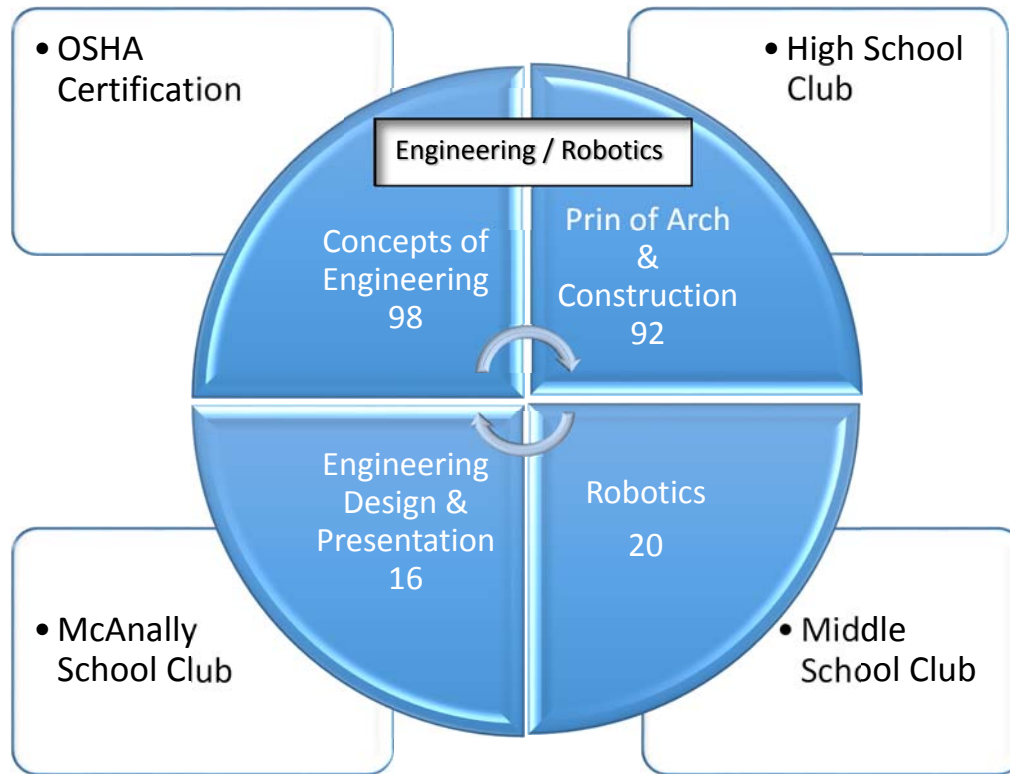 • OSHA
Certification
• High School
Club
Engineering / Robotics
Concepts of
Engineering
98
Prin of Arch
&
Construction
92
Engineering
Design &
Presentation
16
Robotics
20
• McAnally
School Club
• Middle
School Club